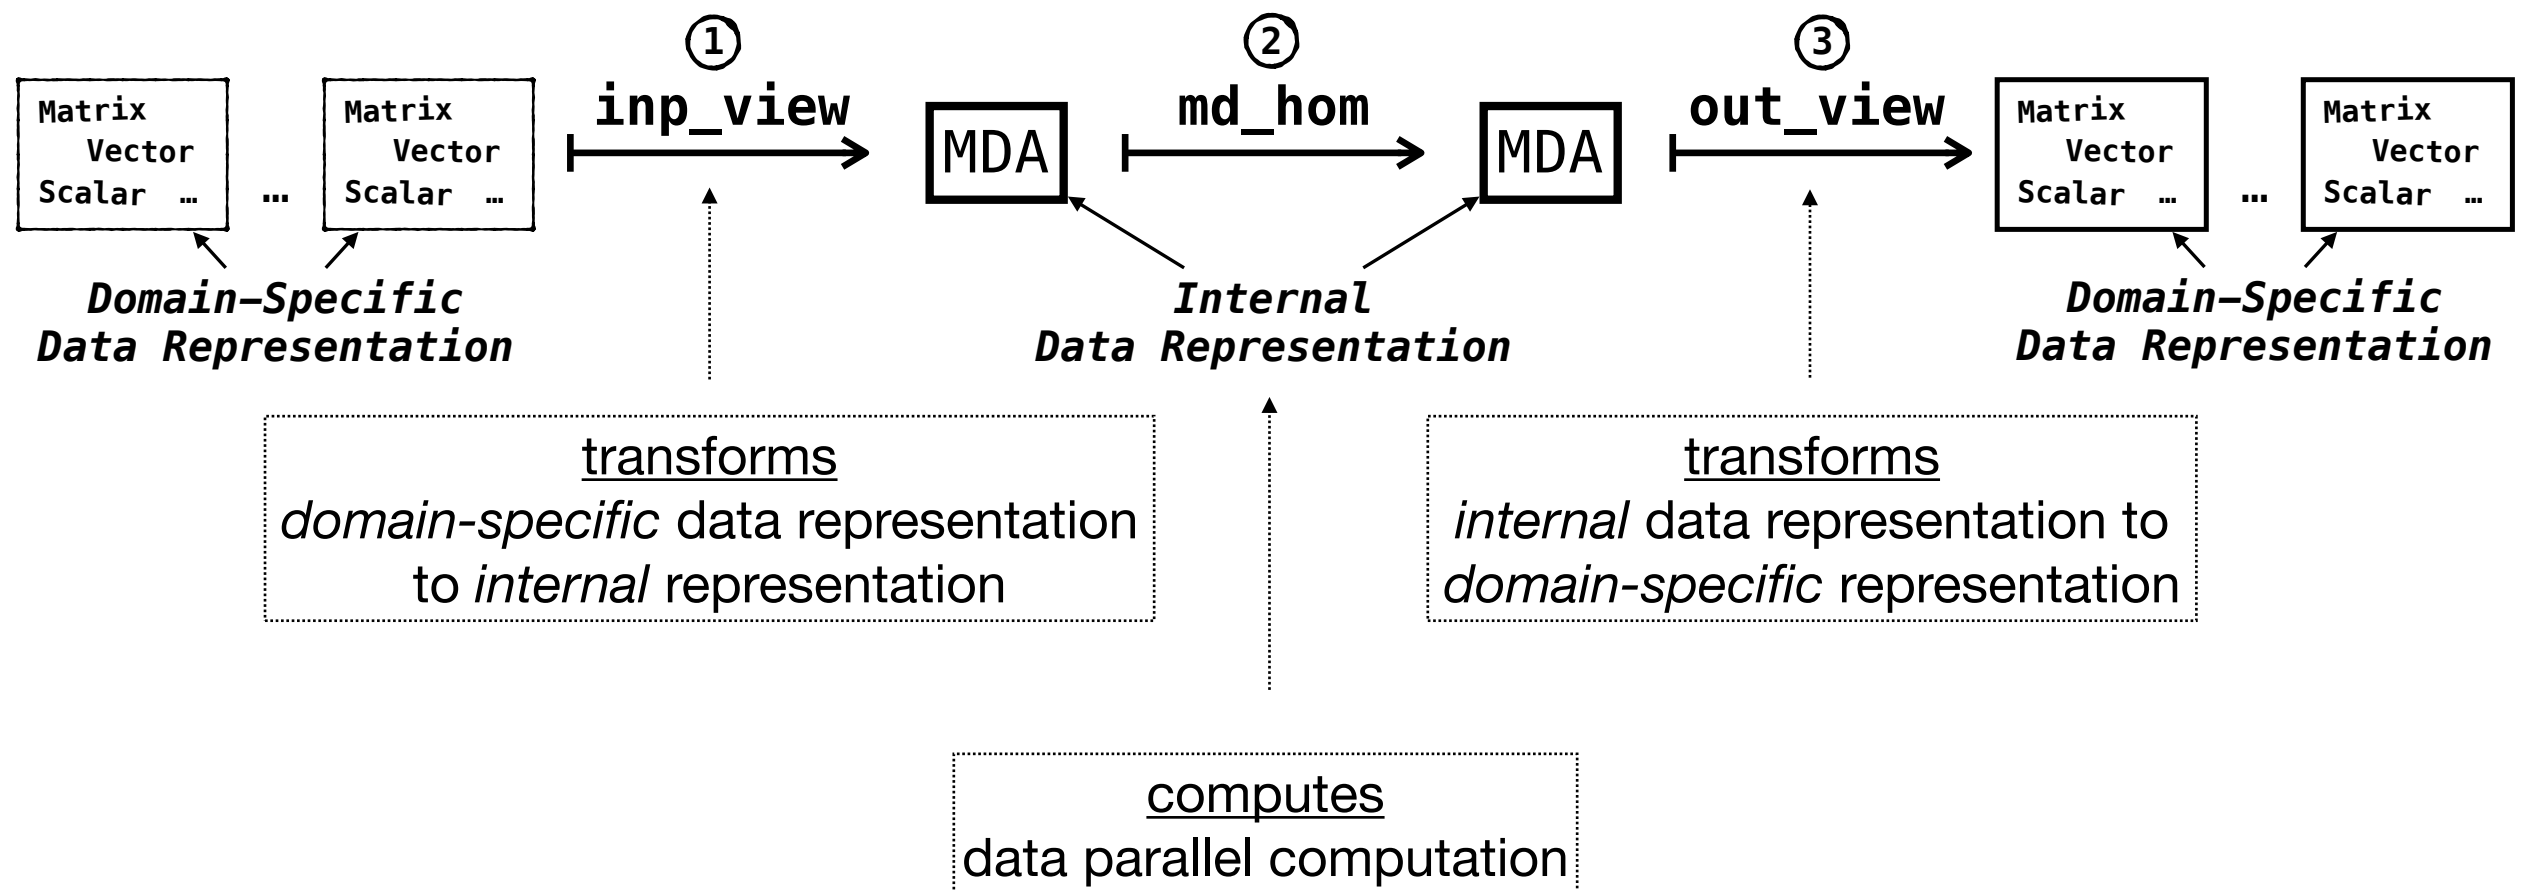 1
2
3
inp_view
md_hom
out_view
Matrix
Vector
Scalar …
…
Matrix
Vector
Scalar …
MDA
MDA
Matrix
Vector
Scalar …
…
Matrix
Vector
Scalar …
Domain-Specific
Data Representation
Internal
Data Representation
Domain-Specific
Data Representation
transforms
domain-specific data representation
to internal representation
transforms
internal data representation to
domain-specific representation
computes
data parallel computation